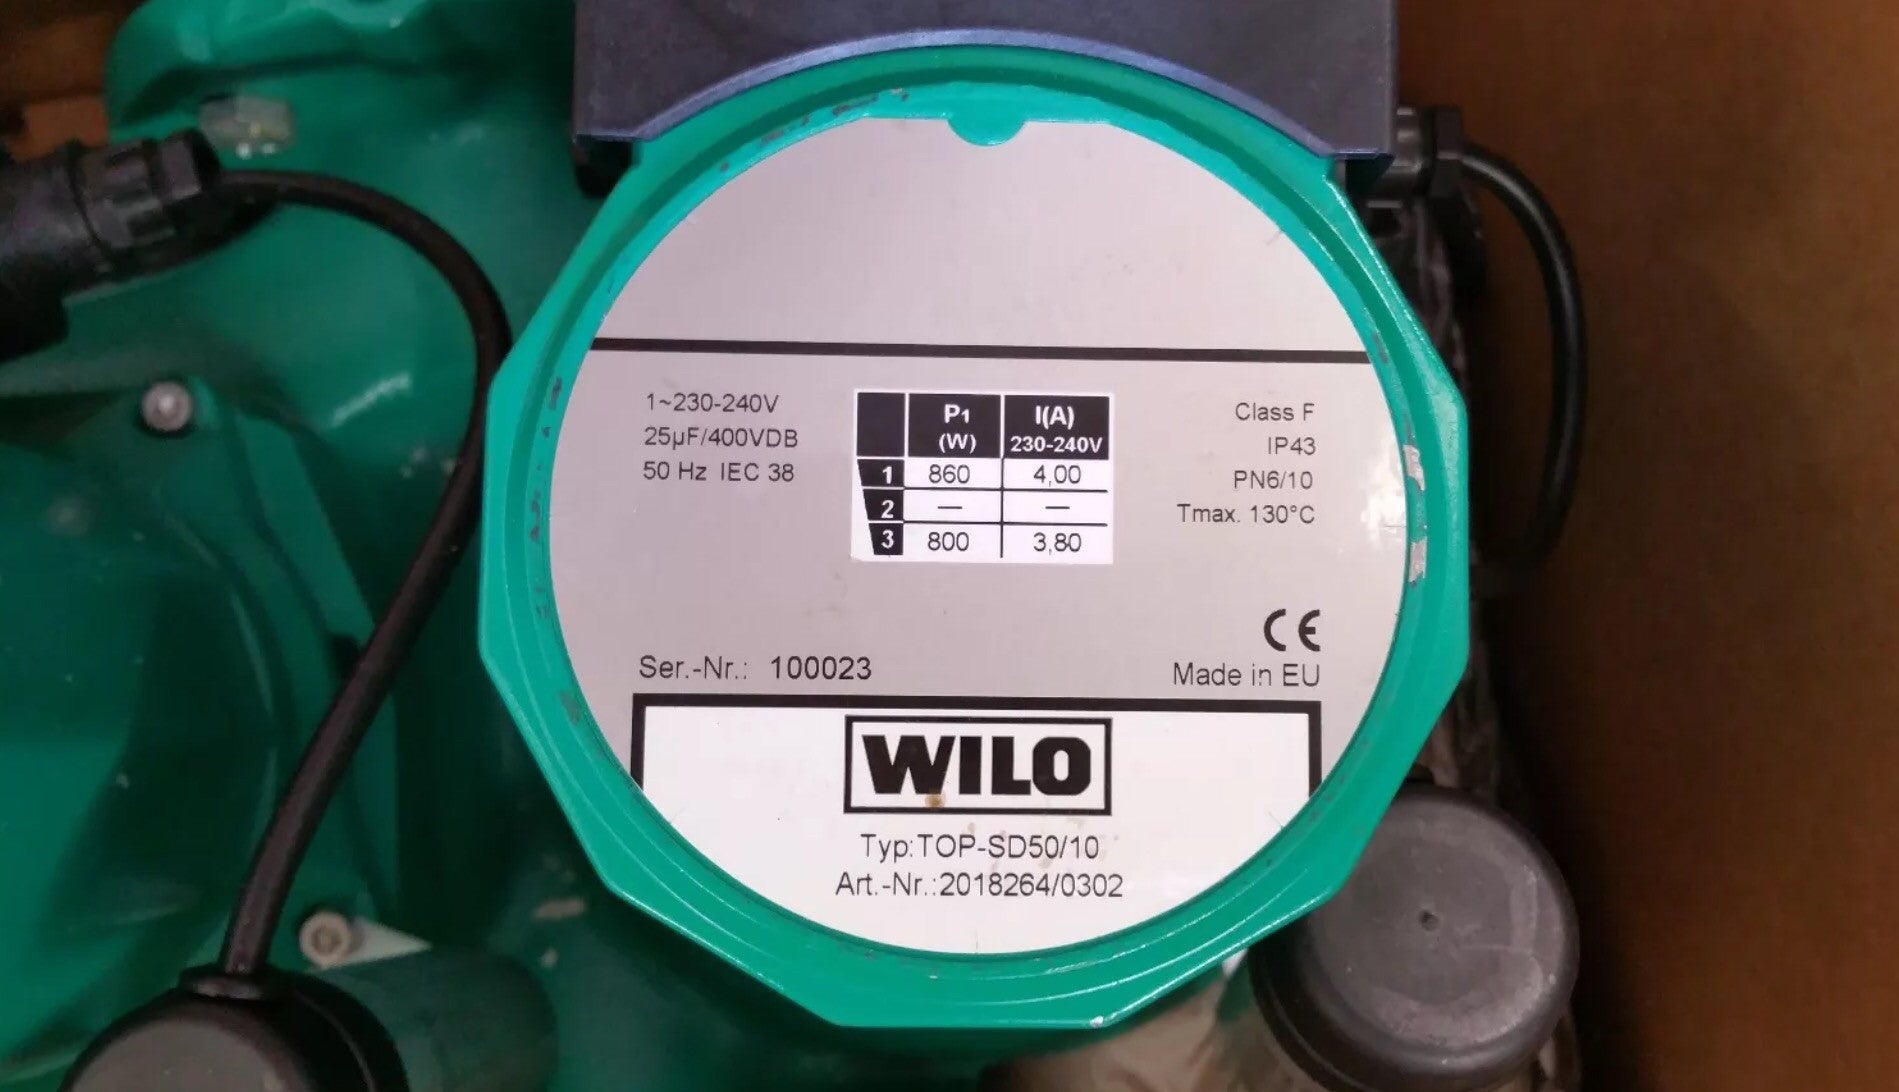 1~230-240V
25µF/400VDB
50 Hz IEC 38
P1 I(A)
(W) 230-240V
1 860 4,00
2 — —
3 800 3,80
Class F
IP43
PN6/10
Tmax. 130°C
CE
Ser.-Nr.: 100023
Made in EU
WILO
Typ:TOP-SD50/10
Art.-Nr.:2018264/0302